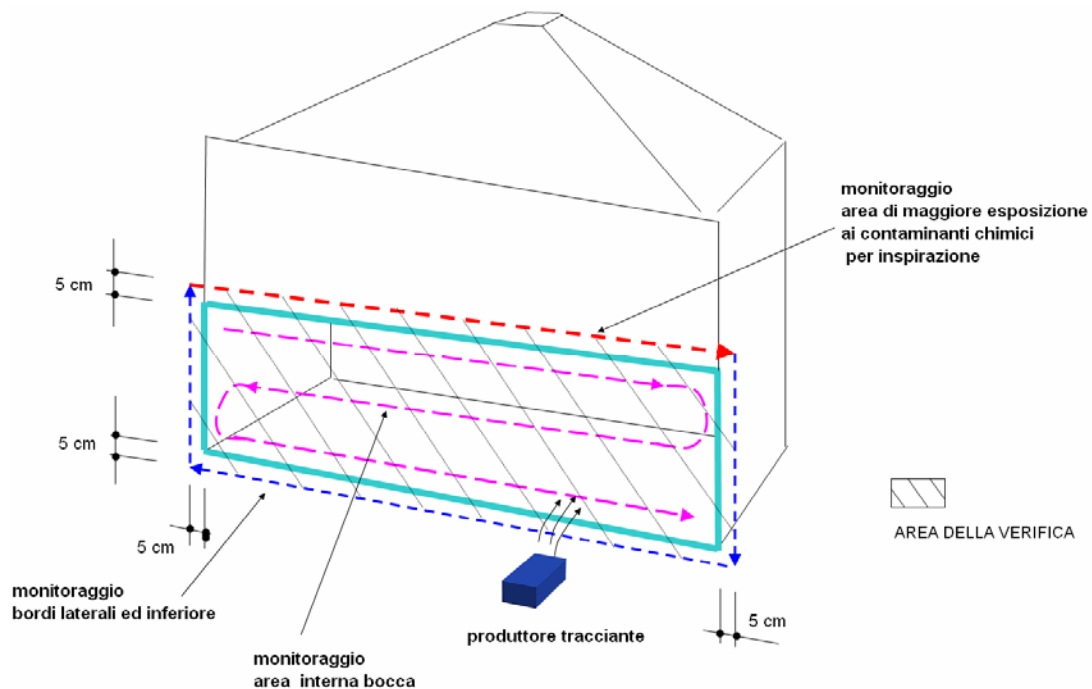 monitoraggio
area di maggiore esposizione
ai contaminanti chimici
per inspirazione
5 cm
5 cm
5 cm
AREA DELLA VERIFICA
monitoraggio
bordi laterali ed inferiore
monitoraggio
area interna bocca
produttore tracciante
5 cm